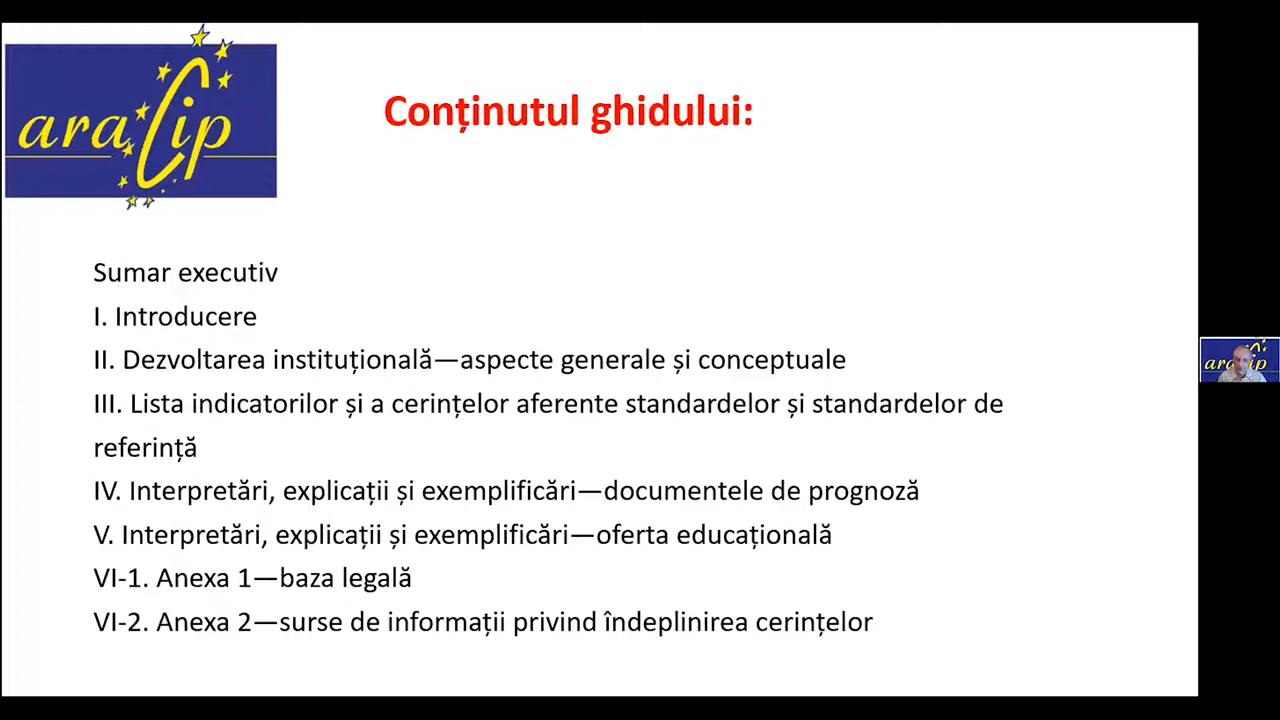 aracip
Conținutul ghidului:
Sumar executiv
I. Introducere
II. Dezvoltarea instituțională—aspecte generale și conceptuale
III. Lista indicatorilor și a cerințelor aferente standardelor și standardelor de
referință
IV. Interpretări, explicații și exemplificări—documentele de prognoză
V. Interpretări, explicații și exemplificări—oferta educațională
VI-1. Anexa 1—baza legală
VI-2. Anexa 2—surse de informații privind îndeplinirea cerințelor